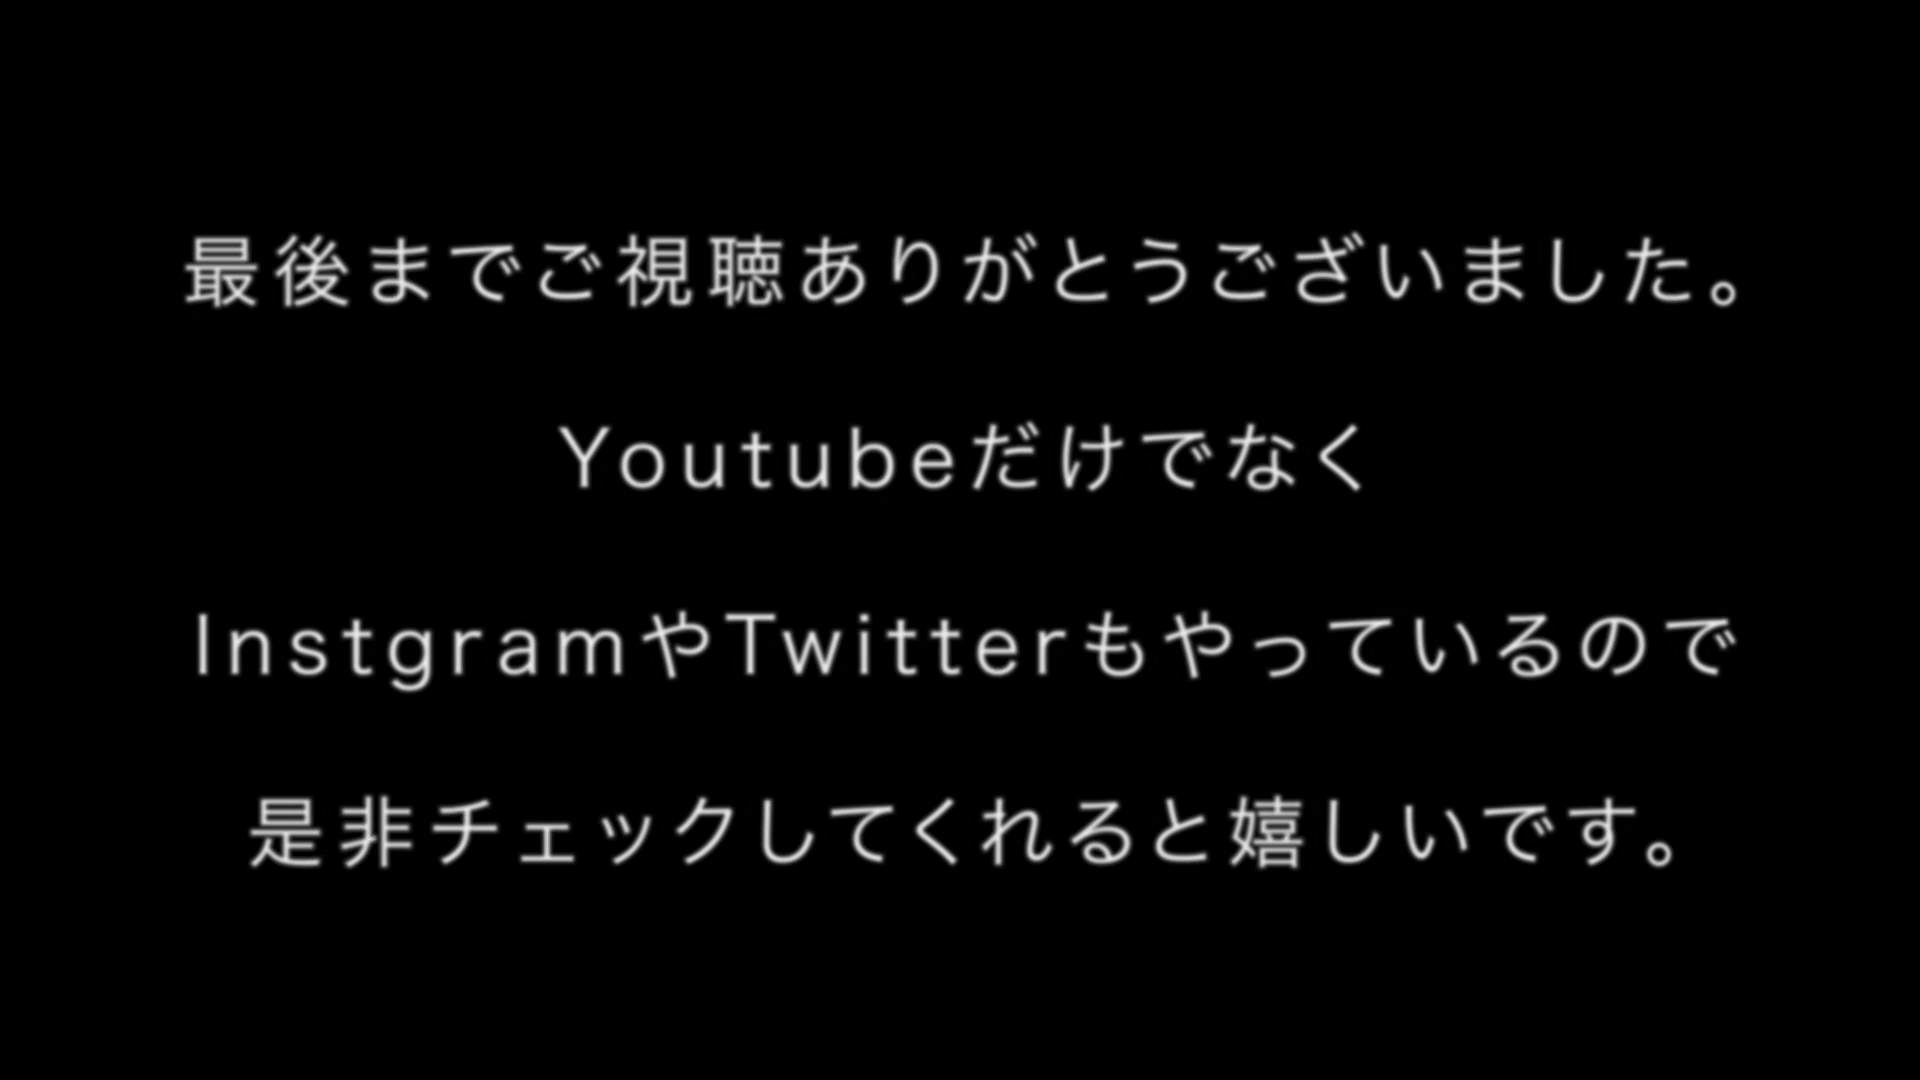 最後までご視聴ありがとうございました。
Youtubeだけでなく
InstgramやTwitterもやっているので
是非チェックしてくれると嬉しいです。